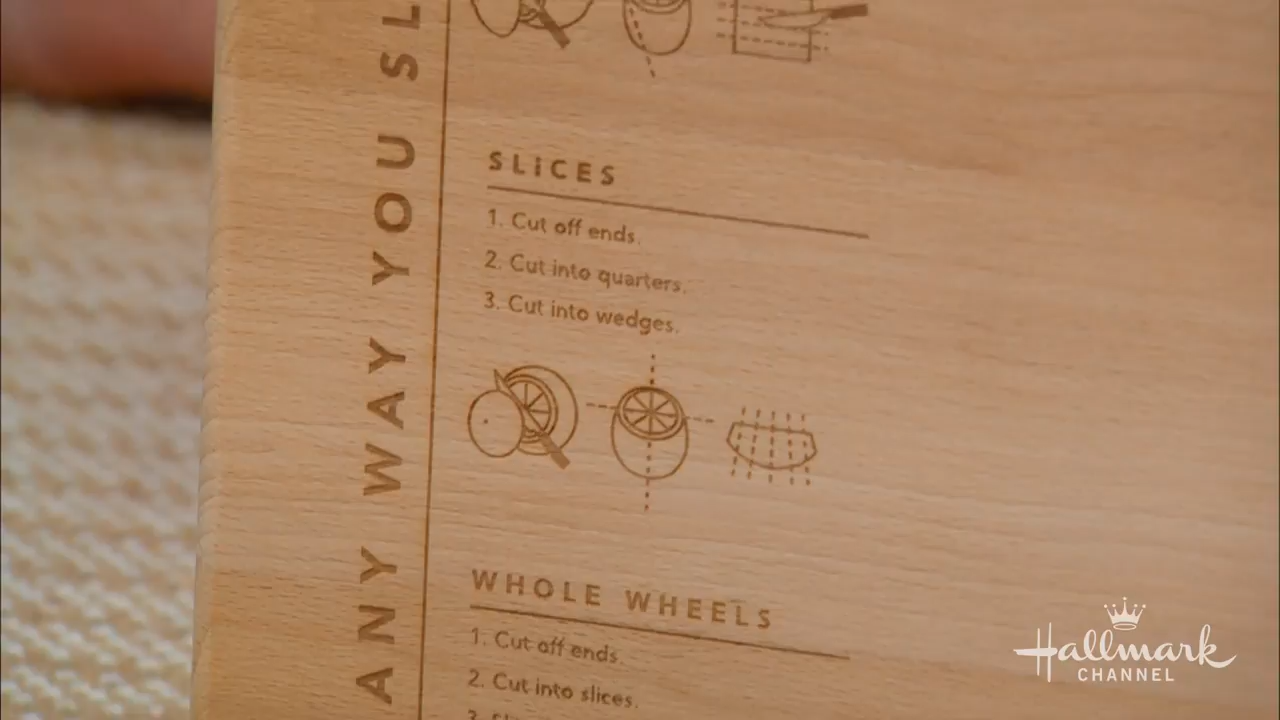 ANY WAY YOU SL
SLiCES
1. Cut off ends.
2. Cut into quarters.
3. Cut into wedges.
WHOLE WHEELS
1. Cut off ends.
2. Cut into slices.
3.
Hallmark
CHANNEL